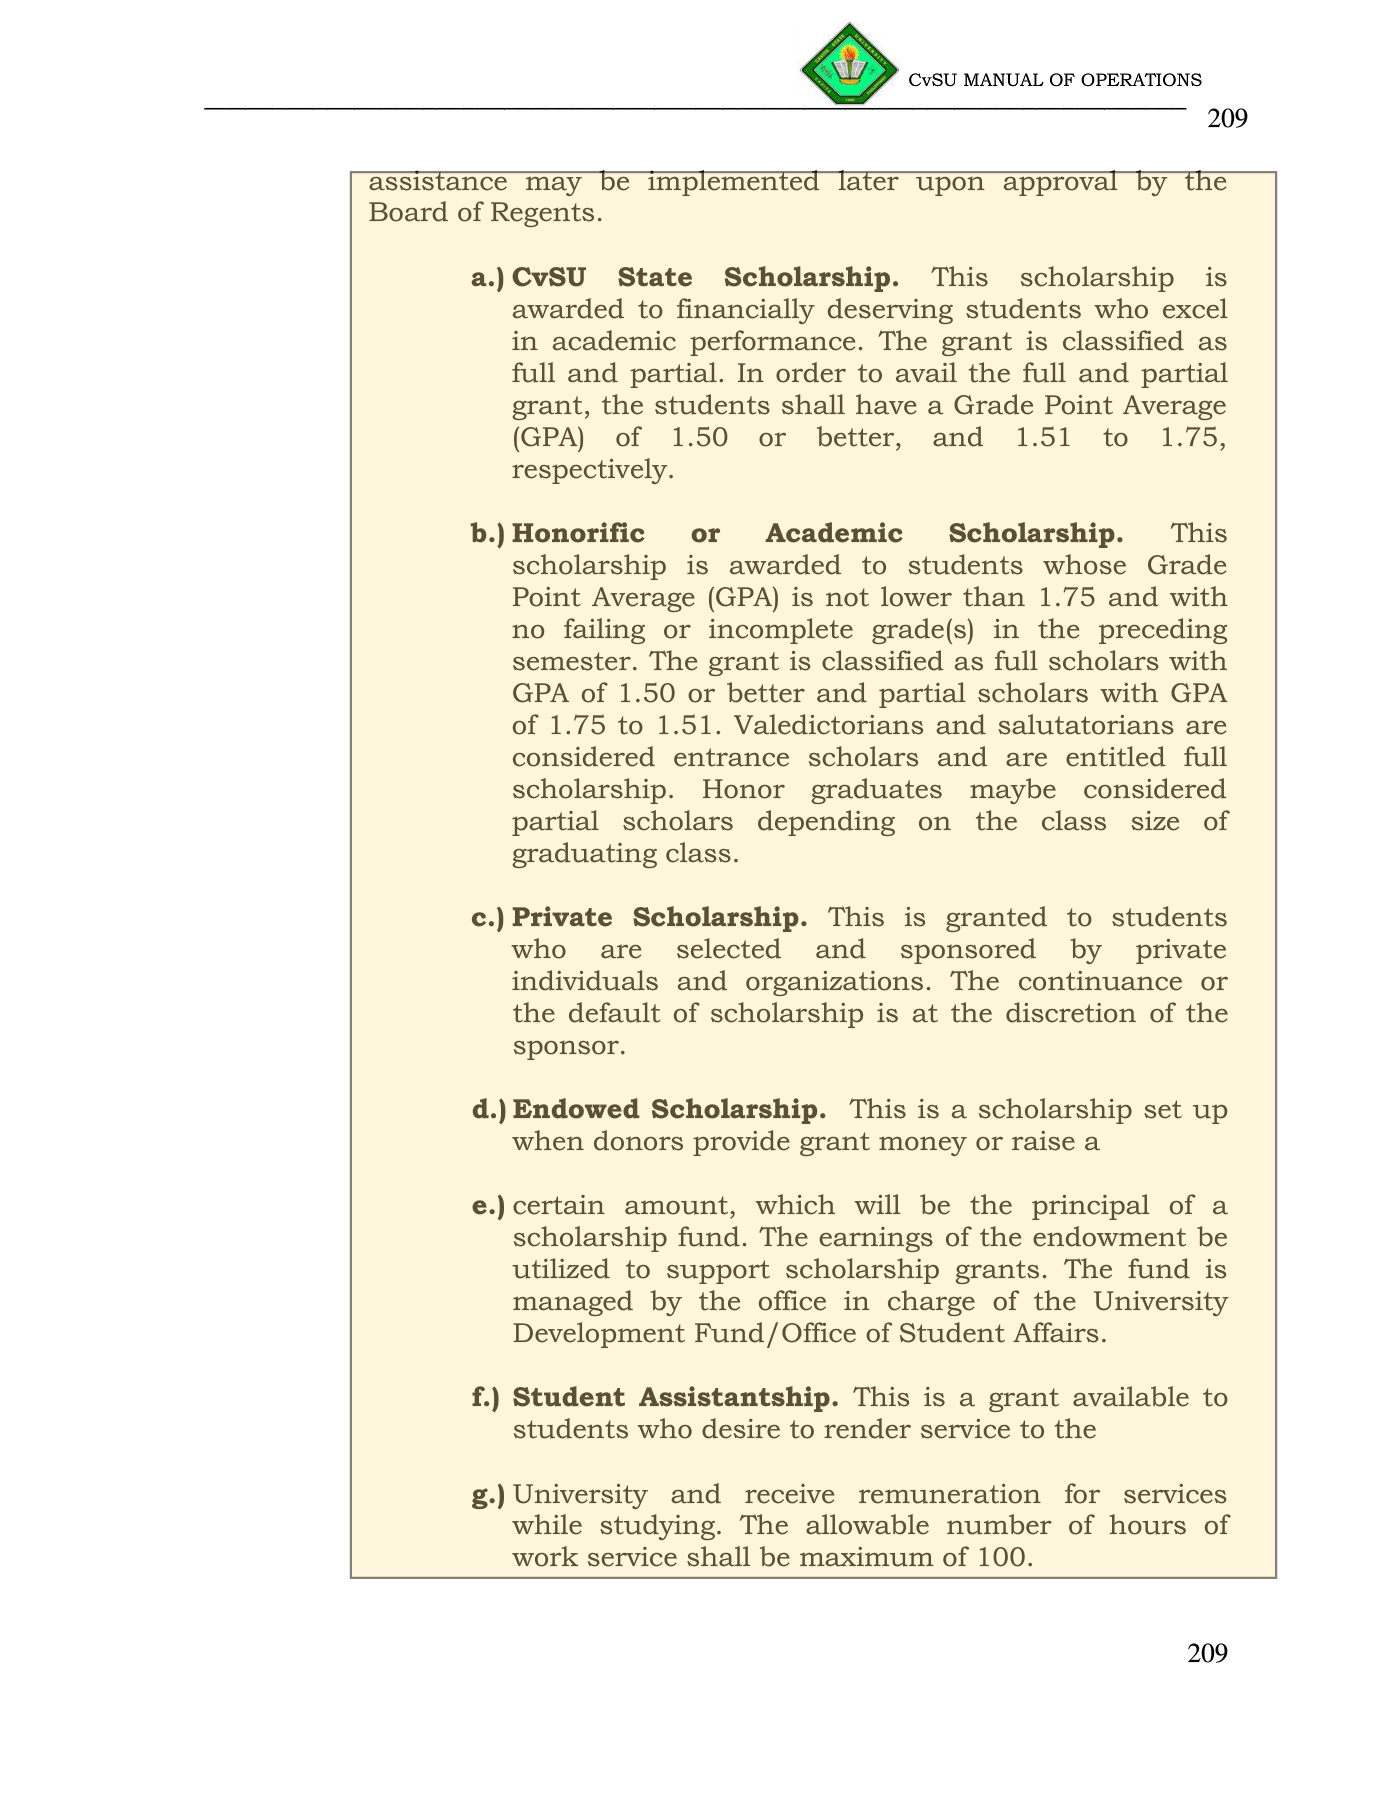 CvSU MANUAL OF OPERATIONS
209
assistance may be implemented later upon approval by the
Board of Regents.
a.) CvSU State Scholarship. This scholarship is
awarded to financially deserving students who excel
in academic performance. The grant is classified as
full and partial. In order to avail the full and partial
grant, the students shall have a Grade Point Average
(GPA) of 1.50 or better, and 1.51 to 1.75,
respectively.
b.) Honorific or Academic Scholarship. This
scholarship is awarded to students whose Grade
Point Average (GPA) is not lower than 1.75 and with
no failing or incomplete grade(s) in the preceding
semester. The grant is classified as full scholars with
GPA of 1.50 or better and partial scholars with GPA
of 1.75 to 1.51. Valedictorians and salutatorians are
considered entrance scholars and are entitled full
scholarship. Honor graduates maybe considered
partial scholars depending on the class size of
graduating class.
c.) Private Scholarship. This is granted to students
who are selected and sponsored by private
individuals and organizations. The continuance or
the default of scholarship is at the discretion of the
sponsor.
d.) Endowed Scholarship. This is a scholarship set up
when donors provide grant money or raise a
e.) certain amount, which will be the principal of a
scholarship fund. The earnings of the endowment be
utilized to support scholarship grants. The fund is
managed by the office in charge of the University
Development Fund/Office of Student Affairs.
f.) Student Assistantship. This is a grant available to
students who desire to render service to the
g.) University and receive remuneration for services
while studying. The allowable number of hours of
work service shall be maximum of 100.
209